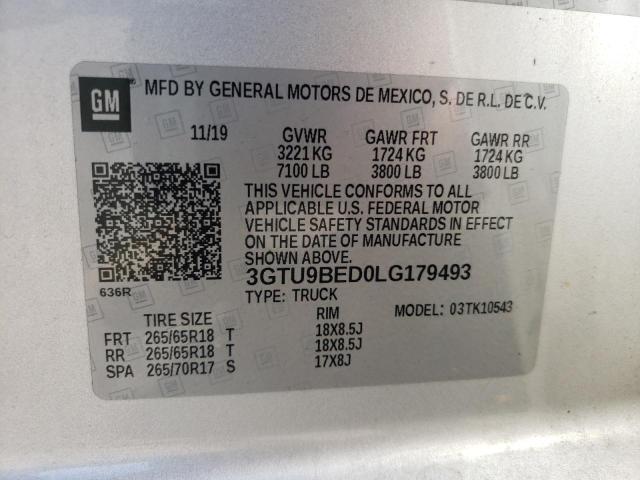 GM MFD BY GENERAL MOTORS DE MEXICO, S. DE R.L. DE C.V.
11/19 GVWR GAWR FRT GAWR RR
3221 KG 1724 KG 1724 KG
7100 LB 3800 LB 3800 LB
THIS VEHICLE CONFORMS TO ALL
APPLICABLE U.S. FEDERAL MOTOR
VEHICLE SAFETY STANDARDS IN EFFECT
ON THE DATE OF MANUFACTURE
SHOWN ABOVE.
636R
3GTU9BED0LG179493
TYPE: TRUCK
MODEL: 03TK10543
TIRE SIZE RIM
FRT 265/65R18 T 18X8.5J
RR 265/65R18 T 18X8.5J
SPA 265/70R17 S 17X8J